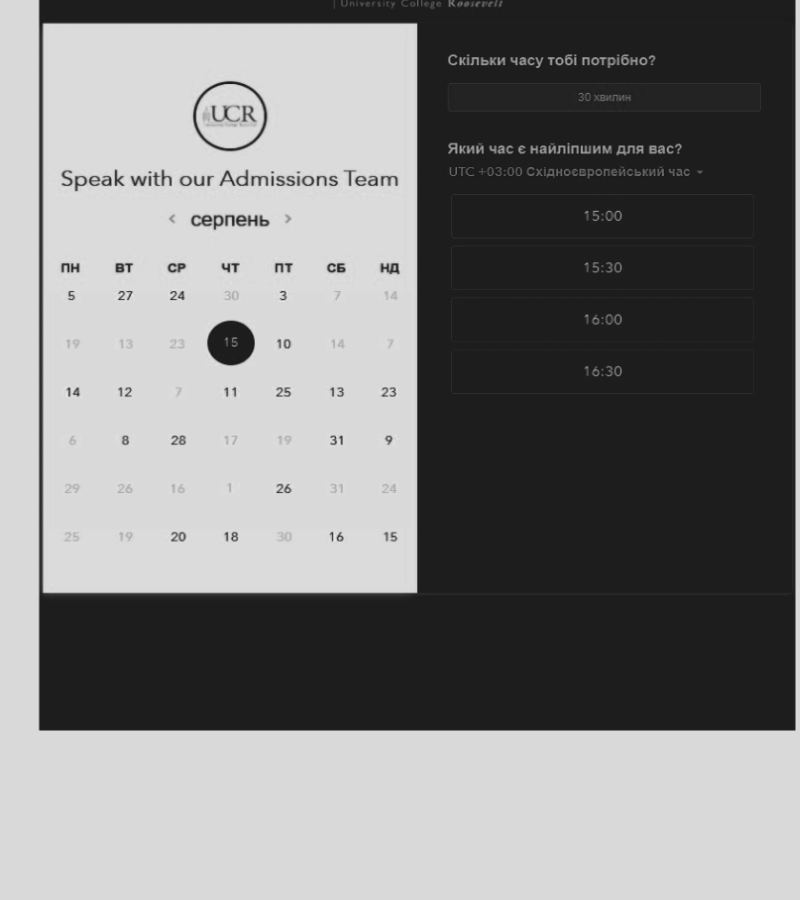 | University College Roosevelt
UCR
Speak with our Admissions Team
серпень
ПН ВТ СР ЧТ ПТ СБ НД
5 27 24 30 3 7 14
19 13 23 15 10 14 7
14 12 7 11 25 13 23
6 8 28 17 19 31 9
29 26 16 1 26 31 24
25 19 20 18 30 16 15
Скільки часу тобі потрібно?
30 хвилин
Який час є найліпшим для вас?
UTC +03:00 Східноєвропейський час
15:00
15:30
16:00
16:30